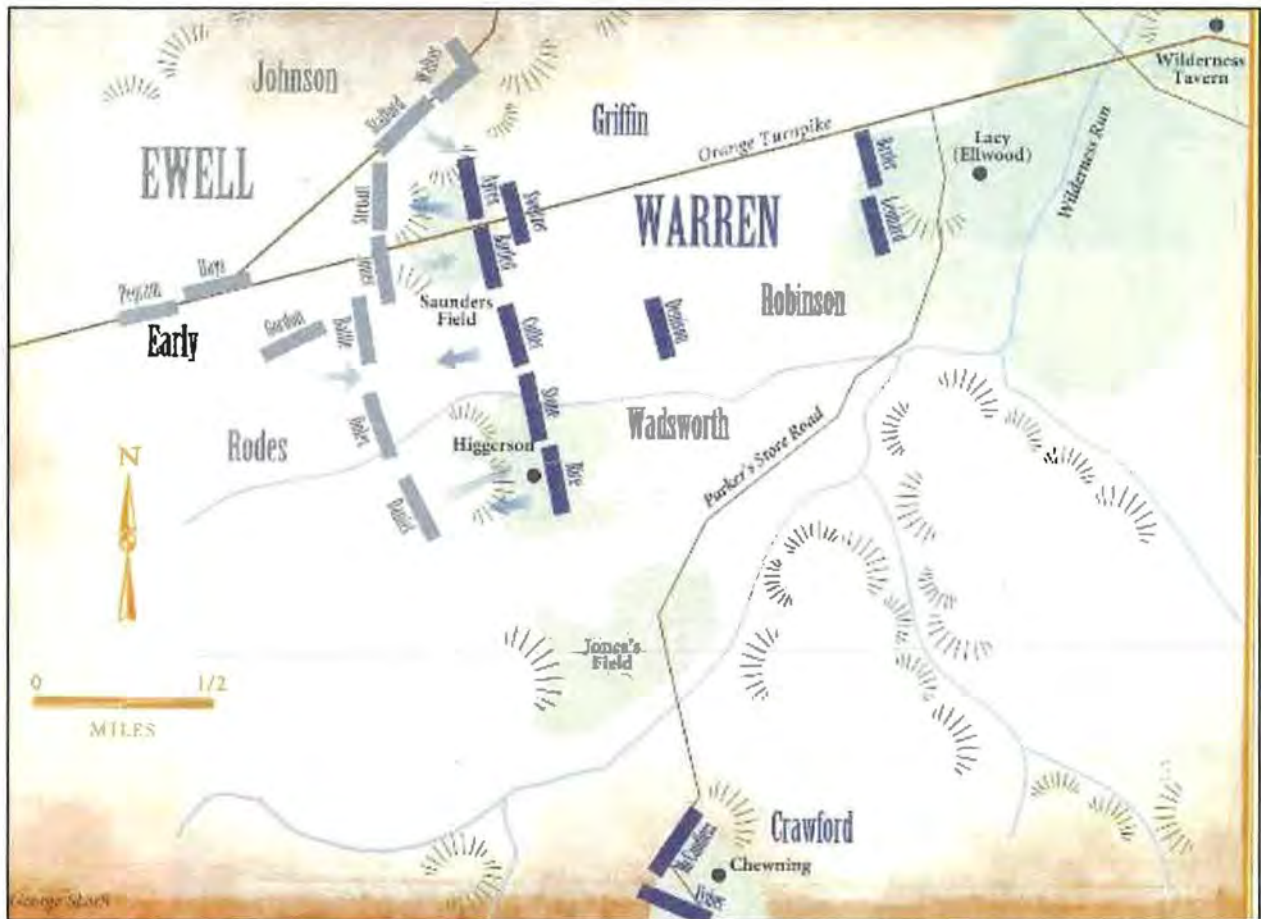 Wilderness
Tavern
Johnson
Walker
Stafford
Griffin
Orange Turnpike
Lacy
(Ellwood)
Wilderness Run
EWELL
Steuart
Ayres
Sweitzer
Bartlett
WARREN
Leonard
Jones
Hays
Pegram
Early
Gordon
Battle
Saunders
Field
Cutler
Denison
Robinson
Doles
Stone
Wadsworth
Rodes
Higgerson
Rice
Daniel
Parker's Store Road
N
Jones's
Field
0
1/2
MILES
McCandless
Crawford
Chewning
Fisher